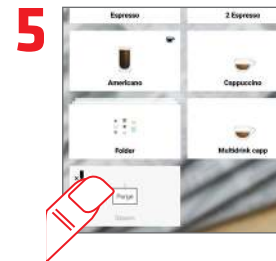 5
Espresso 2 Espresso
Americano Cappuccino
Folder Multidrink capp
x
Purge
Steam